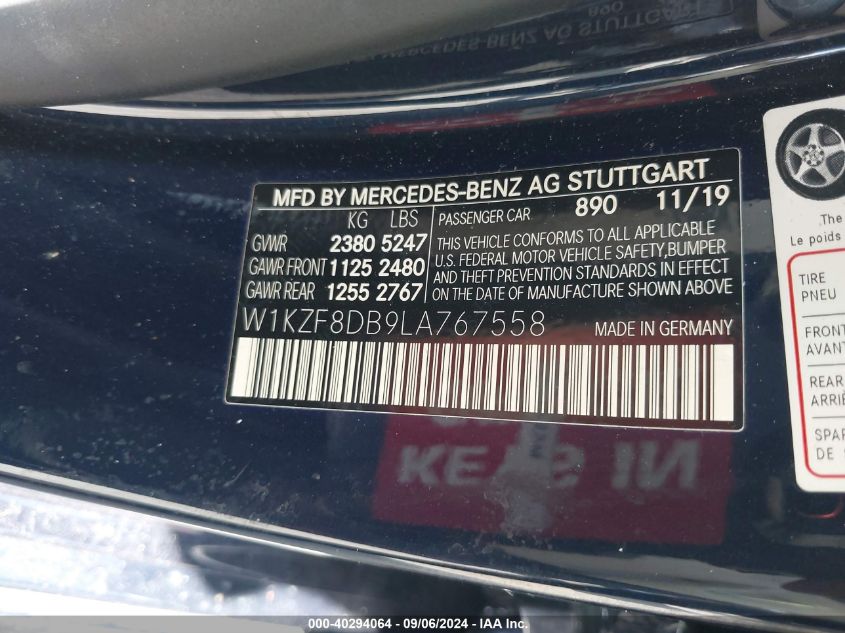 MFD BY MERCEDES-BENZ AG STUTTGART
KG LBS
GVWR 2380 5247
GAWR FRONT 1125 2480
GAWR REAR 1255 2767
PASSENGER CAR 890 11/19
THIS VEHICLE CONFORMS TO ALL APPLICABLE
U.S. FEDERAL MOTOR VEHICLE SAFETY, BUMPER
AND THEFT PREVENTION STANDARDS IN EFFECT
ON THE DATE OF MANUFACTURE SHOWN ABOVE
W1KZF8DB9LA767558 MADE IN GERMANY
The
Le poids
TIRE
PNEU
FRONT
AVANT
REAR
ARRIÈ
SPAR
DE
KEYS IN
000-40294064 - 09/06/2024 -